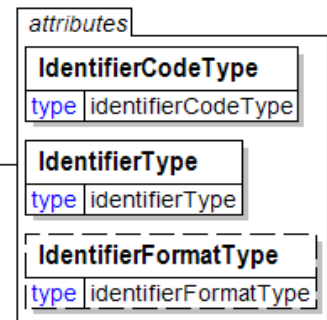 attributes
IdentifierCodeType
type identifierCodeType
IdentifierType
type identifierType
IdentifierFormatType
type identifierFormatType